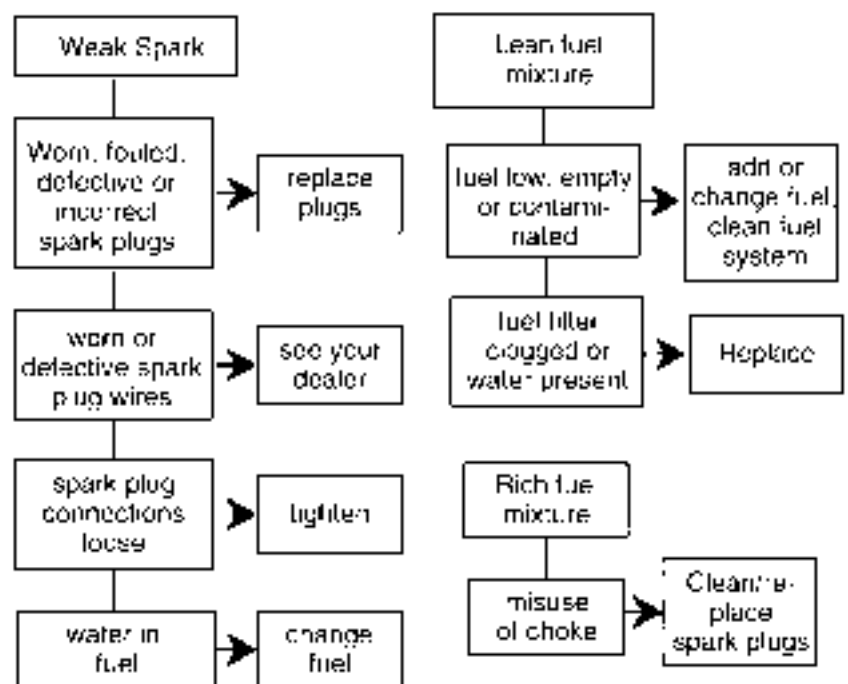 Weak Spark
Worn, fouled,
defective or
incorrect
spark plugs
replace
plugs
worn or
defective spark
plug wires
see your
dealer
spark plug
connections
loose
tighten
water in
fuel
change
fuel
Lean fuel
mixture
fuel low, empty
or contami-
nated
add or
change fuel,
clean fuel
system
fuel filter
clogged or
water present
Replace
Rich fuel
mixture
misuse
of choke
Clean/re-
place
spark plugs